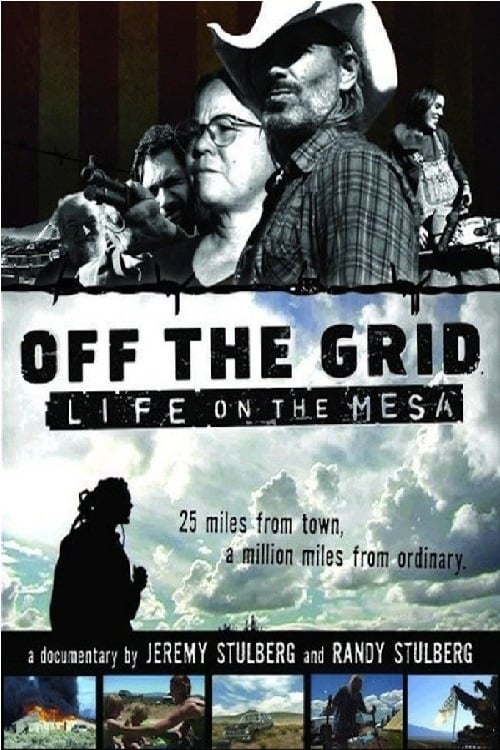 OFF THE GRID
LIFE ON THE MESA
25 miles from town,
a million miles from ordinary.
a documentary by JEREMY STULBERG and RANDY STULBERG